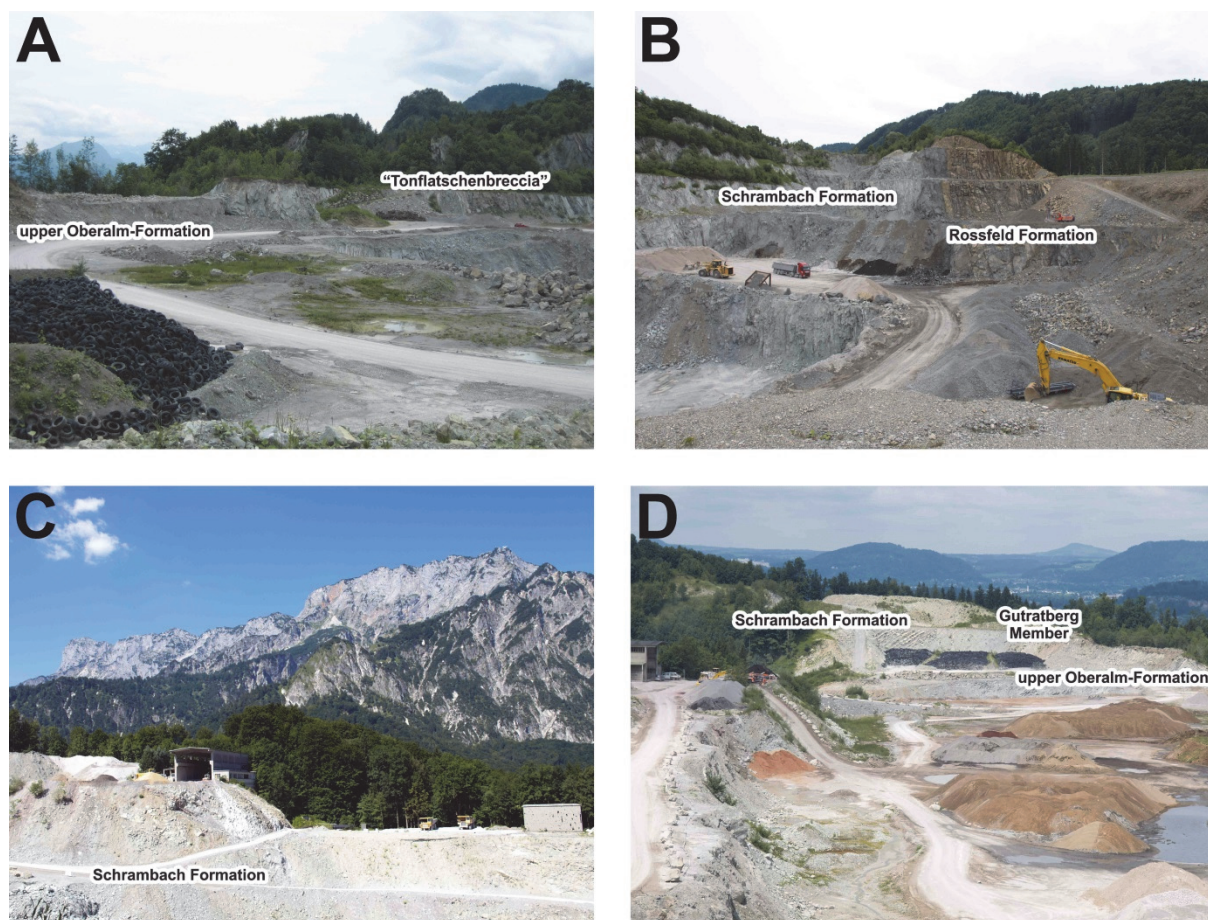 A
"Tonflatschenbreccia"
upper Oberalm-Formation
B
Schrambach Formation
Rossfeld Formation
C
Schrambach Formation
D
Schrambach Formation
Gutratberg
Member
upper Oberalm-Formation